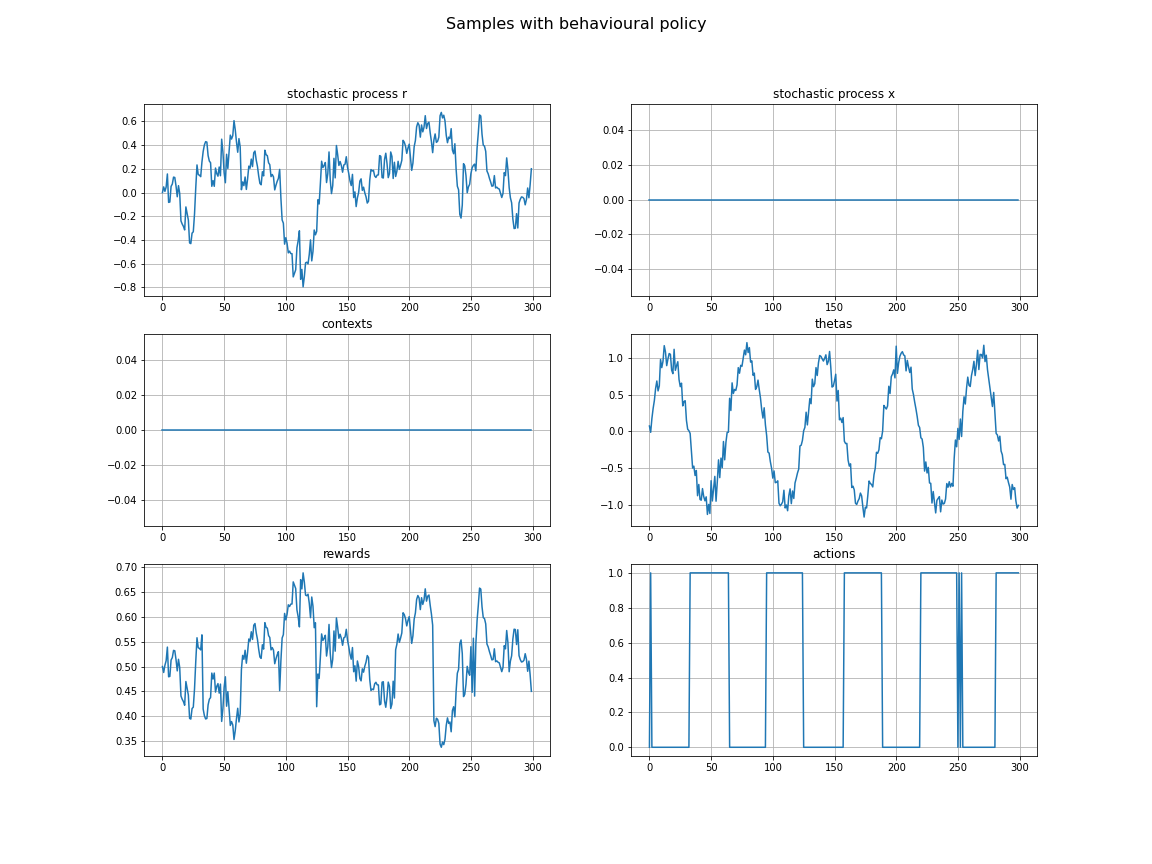 Samples with behavioural policy
stochastic process r
0.6
0.4
0.2
0.0
−0.2
−0.4
−0.6
−0.8
0 50 100 150 200 250 300
stochastic process x
0.04
0.02
0.00
−0.02
−0.04
0 50 100 150 200 250 300
contexts
0.04
0.02
0.00
−0.02
−0.04
0 50 100 150 200 250 300
thetas
1.0
0.5
0.0
−0.5
−1.0
0 50 100 150 200 250 300
rewards
0.70
0.65
0.60
0.55
0.50
0.45
0.40
0.35
0 50 100 150 200 250 300
actions
1.0
0.8
0.6
0.4
0.2
0.0
0 50 100 150 200 250 300